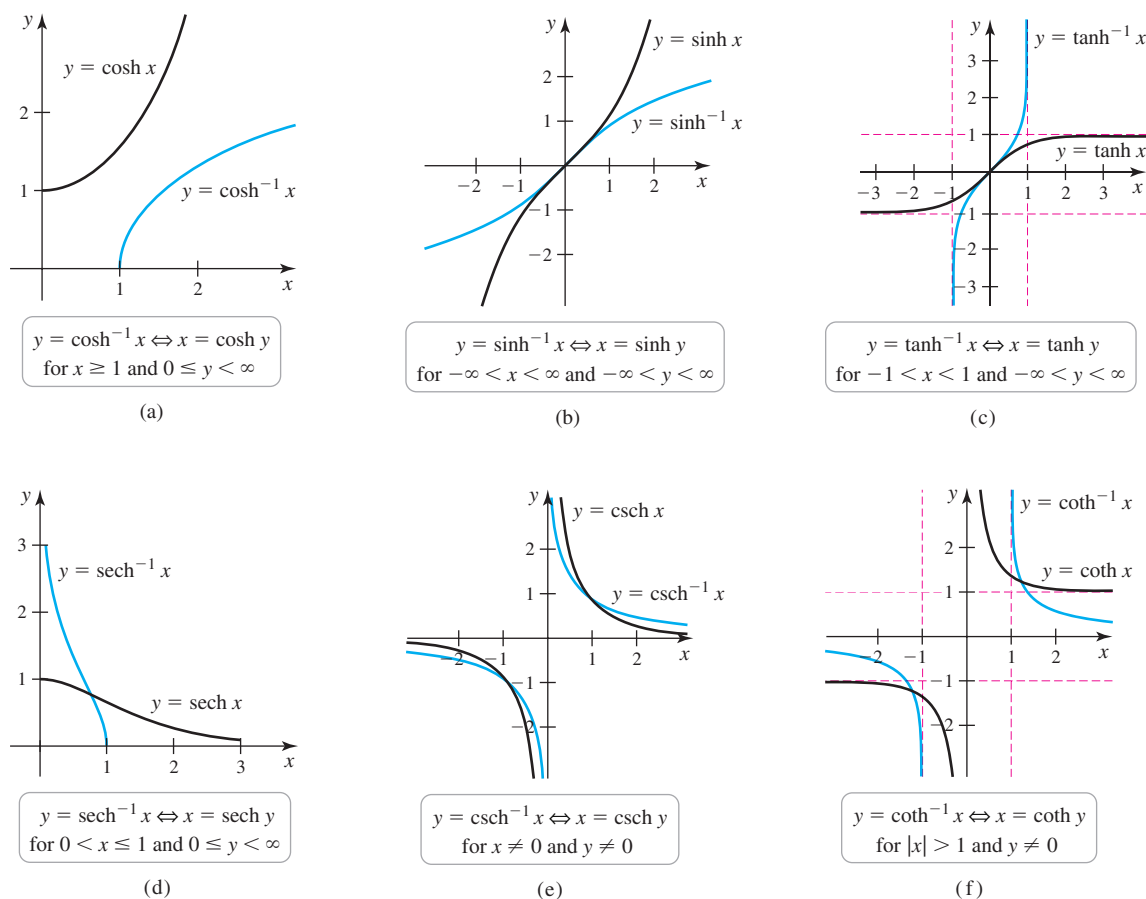 y
y = cosh x
2
1
y = cosh⁻¹ x
1
2
x
y = cosh⁻¹ x ⇔ x = cosh y
for x ≥ 1 and 0 ≤ y < ∞
(a)
y
y = sinh x
2
1
y = sinh⁻¹ x
−2
−1
1
2
x
−1
−2
y = sinh⁻¹ x ⇔ x = sinh y
for −∞ < x < ∞ and −∞ < y < ∞
(b)
y
y = tanh⁻¹ x
3
2
1
y = tanh x
−3
−2
−1
1
2
3
x
−1
−2
−3
y = tanh⁻¹ x ⇔ x = tanh y
for −1 < x < 1 and −∞ < y < ∞
(c)
y
3
y = sech⁻¹ x
2
1
y = sech x
1
2
3
x
y = sech⁻¹ x ⇔ x = sech y
for 0 < x ≤ 1 and 0 ≤ y < ∞
(d)
y
y = csch x
2
1
y = csch⁻¹ x
−2
−1
1
2
x
−1
−2
y = csch⁻¹ x ⇔ x = csch y
for x ≠ 0 and y ≠ 0
(e)
y
y = coth⁻¹ x
2
y = coth x
1
−2
−1
1
2
x
−1
−2
y = coth⁻¹ x ⇔ x = coth y
for |x| > 1 and y ≠ 0
(f)